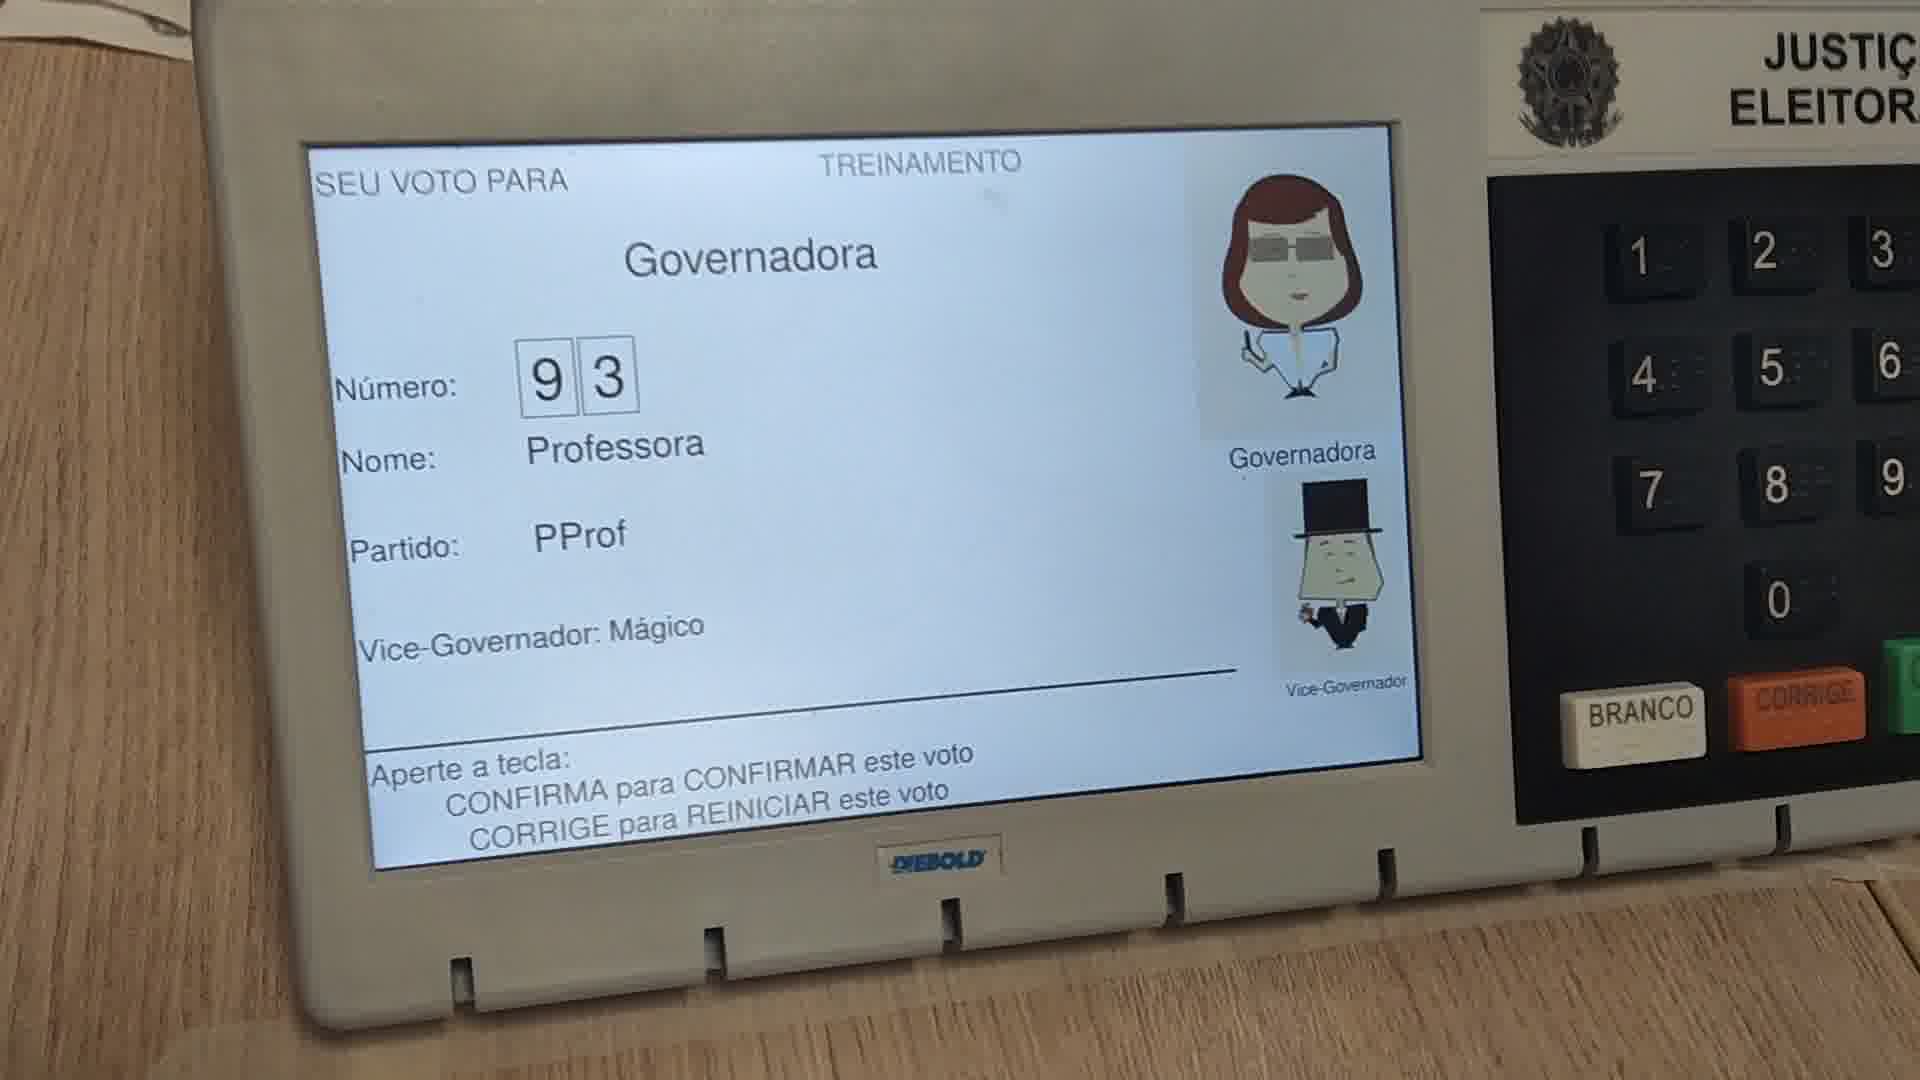 SEU VOTO PARA
TREINAMENTO
Governadora
Número: 93
Nome: Professora
Partido: PProf
Vice-Governador: Mágico
Governadora
Vice-Governador
Aperte a tecla:
CONFIRMA para CONFIRMAR este voto
CORRIGE para REINICIAR este voto
DIEBOLD
JUSTIÇ
ELEITOR
1 2 3
4 5 6
7 8 9
0
BRANCO CORRIGE